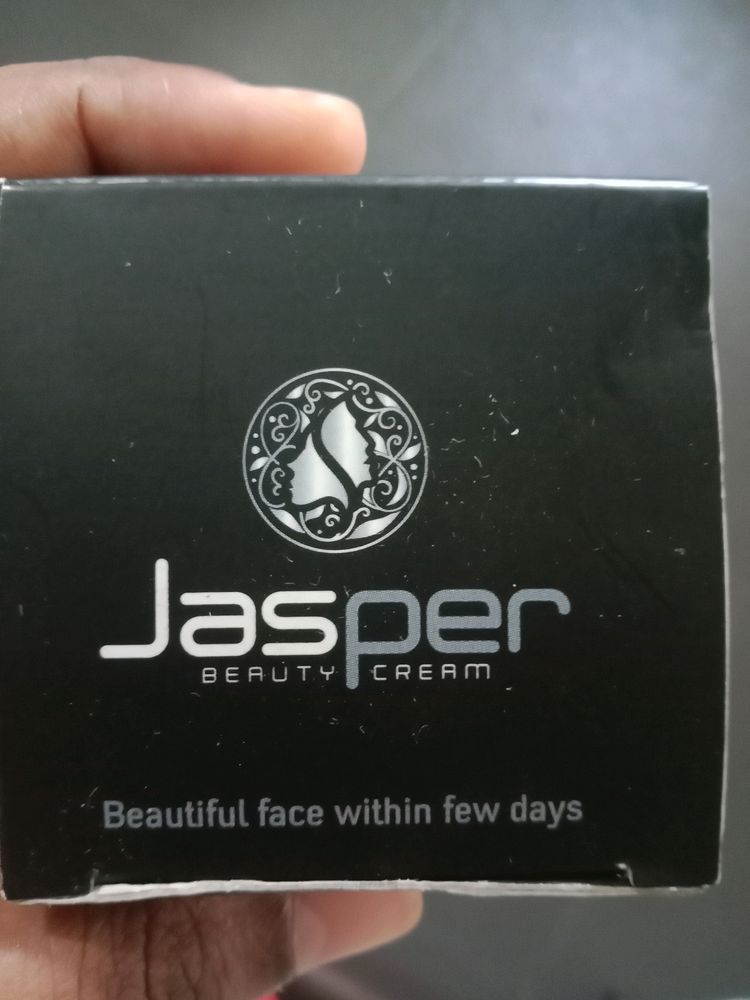 Jasper
BEAUTY CREAM
Beautiful face within few days